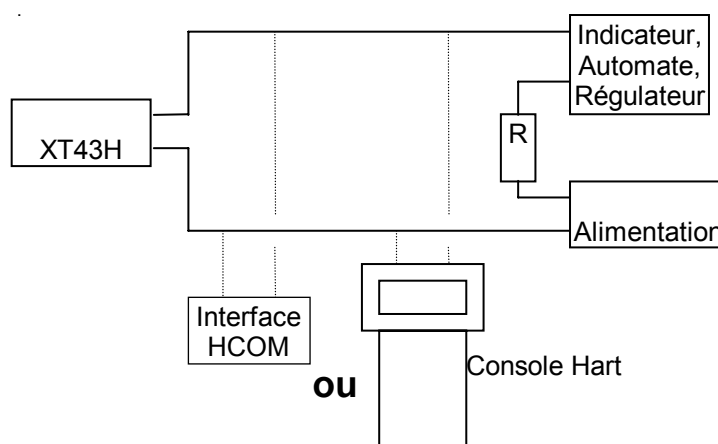 Indicateur,
Automate,
Régulateur
R
XT43H
Alimentation
Interface
HCOM
ou
Console Hart